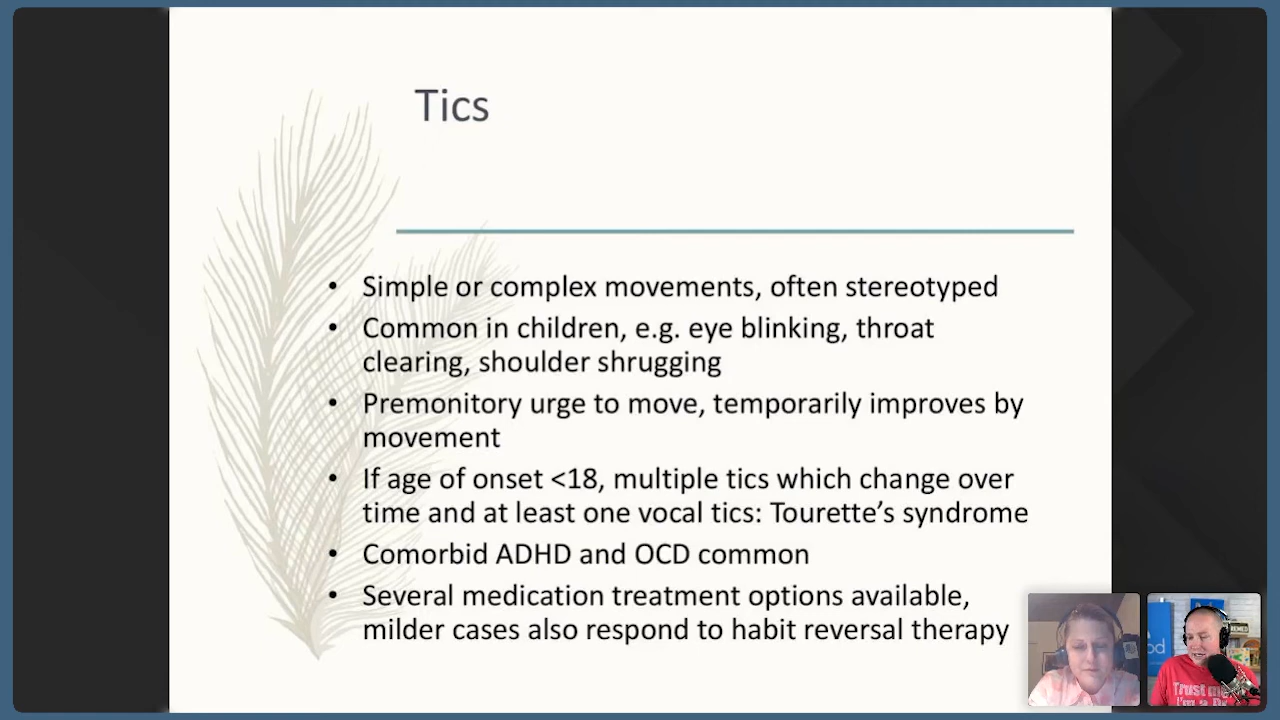 Tics
• Simple or complex movements, often stereotyped
• Common in children, e.g. eye blinking, throat
clearing, shoulder shrugging
• Premonitory urge to move, temporarily improves by
movement
• If age of onset <18, multiple tics which change over
time and at least one vocal tics: Tourette’s syndrome
• Comorbid ADHD and OCD common
• Several medication treatment options available,
milder cases also respond to habit reversal therapy
od
Trust
I'm a